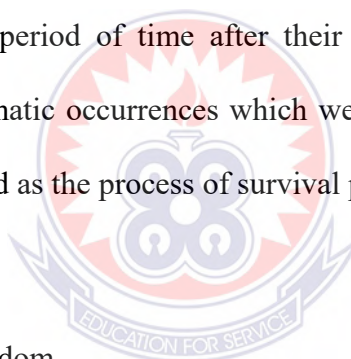 period of time after their
matic occurrences which we
d as the process of survival p
EDUCATION FOR SERVICE
dom